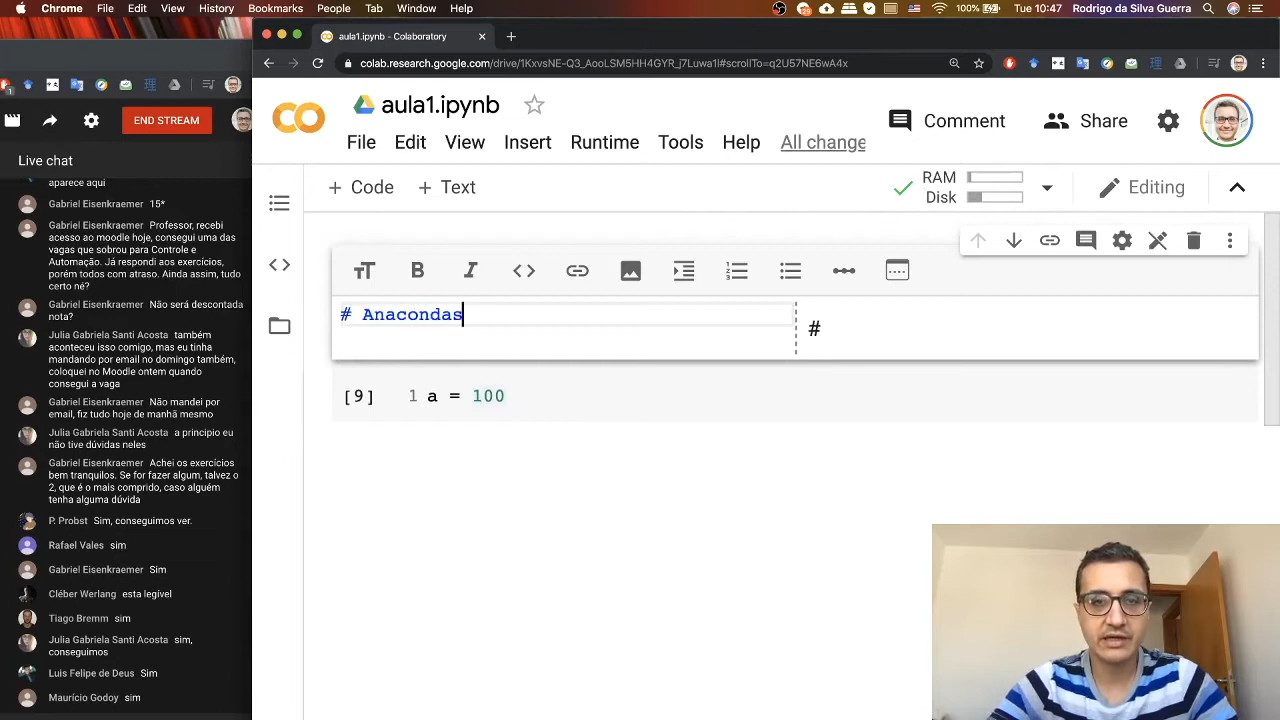 Chrome File Edit View History Bookmarks People Tab Window Help
100% Tue 10:47 Rodrigo da Silva Guerra
aula1.ipynb - Colaboratory
colab.research.google.com/drive/1KxvsNE-Q3_AooLSM5HH4GYR_j7Luwa1l#scrollTo=q2U57NE6wA4x
END STREAM
Live chat
aparece aqui
Gabriel Eisenkraemer 15*
Gabriel Eisenkraemer Professor, recebi
acesso ao moodle hoje, consegui uma das
vagas que sobrou para Controle e
Automação. Já respondi aos exercícios,
porém todos com atraso. Ainda assim, tudo
certo né?
Gabriel Eisenkraemer Não será descontada
nota?
Julia Gabriela Santi Acosta também
aconteceu isso comigo, mas eu tinha
mandando por email no domingo também,
coloquei no Moodle ontem quando
consegui a vaga
Gabriel Eisenkraemer Não mandei por
email, fiz tudo hoje de manhã mesmo
Julia Gabriela Santi Acosta a principio eu
não tive dúvidas neles
Gabriel Eisenkraemer Achei os exercícios
bem tranquilos. Se for fazer algum, talvez o
2, que é o mais comprido, caso alguém
tenha alguma dúvida
P. Probst Sim, conseguimos ver.
Rafael Vales sim
Gabriel Eisenkraemer Sim
Cléber Werlang esta legível
Tiago Bremm sim
Julia Gabriela Santi Acosta sim,
conseguimos
Luis Felipe de Deus Sim
Maurício Godoy sim
aula1.ipynb
Comment
Share
File Edit View Insert Runtime Tools Help All change
+ Code + Text
RAM
Disk
Editing
# Anacondas
#
[9] 1 a = 100